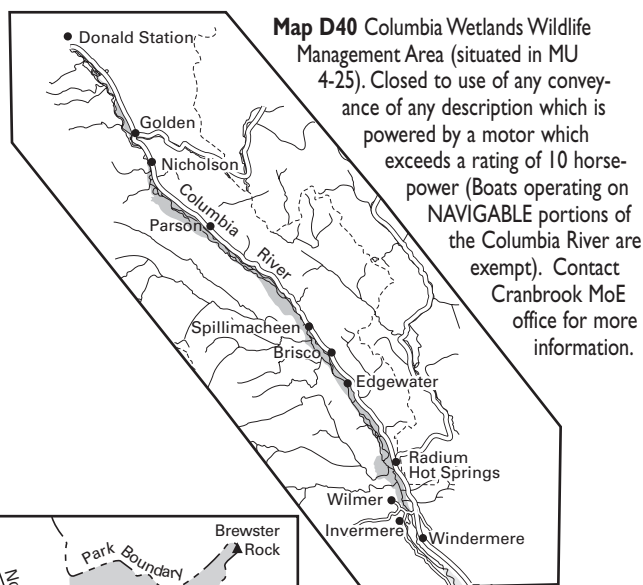 Map D40 Columbia Wetlands Wildlife
Management Area (situated in MU
4-25). Closed to use of any convey-
ance of any description which is
powered by a motor which
exceeds a rating of 10 horse-
power (Boats operating on
NAVIGABLE portions of
the Columbia River are
exempt). Contact
Cranbrook MoE
office for more
information.
Donald Station
Golden
Nicholson
Columbia
River
Parson
Spillimacheen
Brisco
Edgewater
Radium
Hot Springs
Wilmer
Invermere
Windermere
Brewster
Rock
Park Boundary